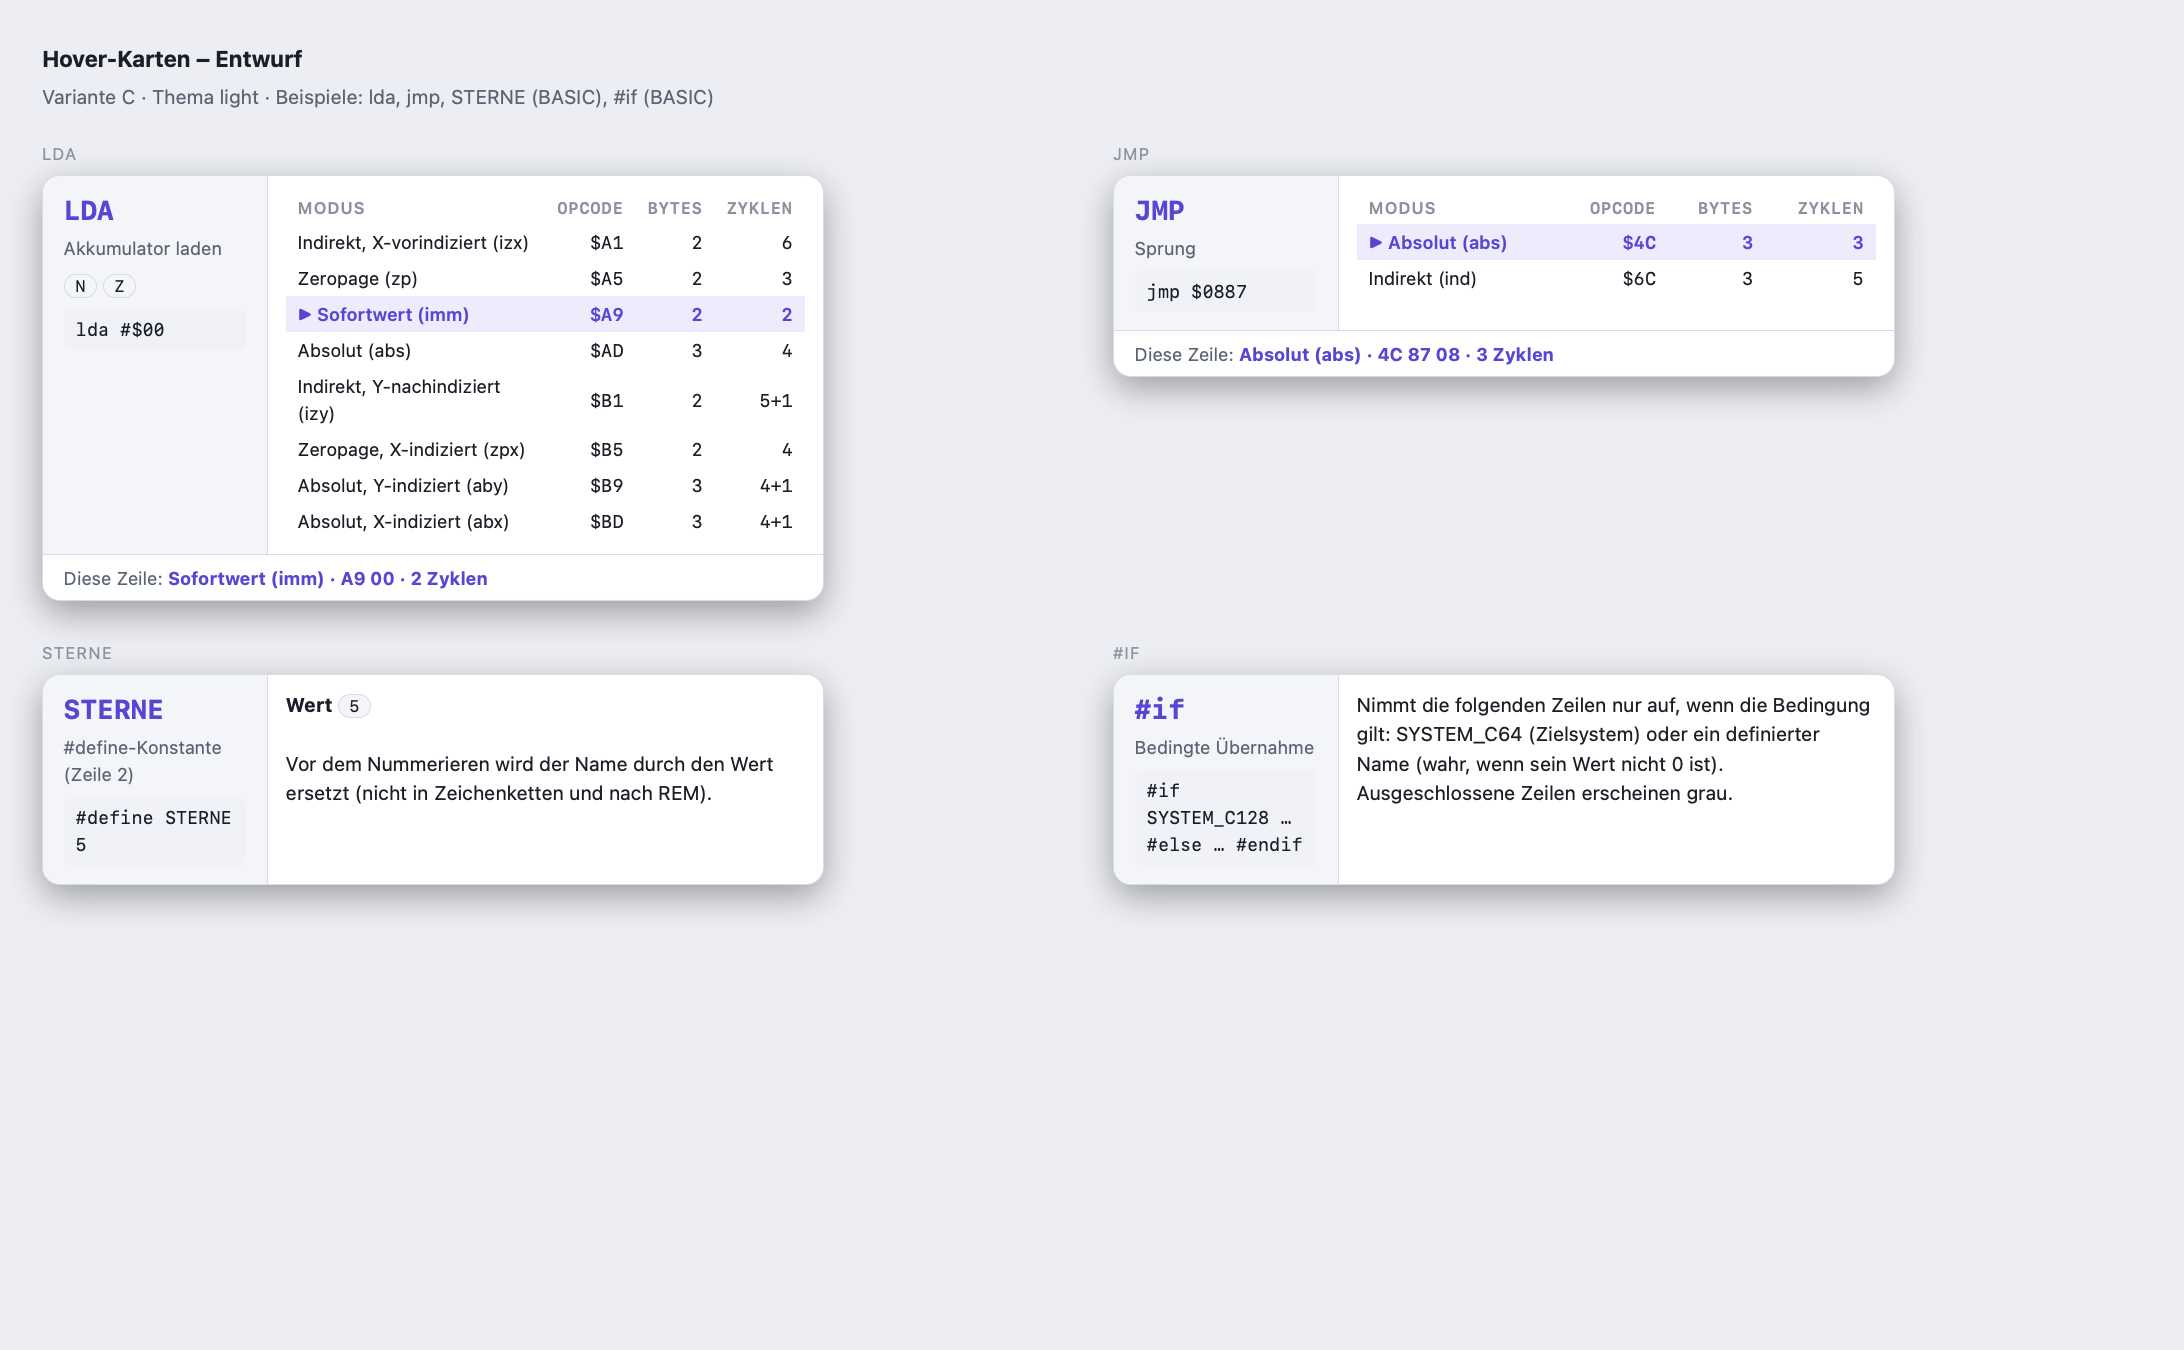 Hover-Karten – Entwurf
Variante C · Thema light · Beispiele: lda, jmp, STERNE (BASIC), #if (BASIC)
LDA
LDA
Akkumulator laden
N Z
lda #$00
MODUS OPCODE BYTES ZYKLEN
Indirekt, X-vorindiziert (izx) $A1 2 6
Zeropage (zp) $A5 2 3
▶ Sofortwert (imm) $A9 2 2
Absolut (abs) $AD 3 4
Indirekt, Y-nachindiziert
(izy) $B1 2 5+1
Zeropage, X-indiziert (zpx) $B5 2 4
Absolut, Y-indiziert (aby) $B9 3 4+1
Absolut, X-indiziert (abx) $BD 3 4+1
Diese Zeile: Sofortwert (imm) · A9 00 · 2 Zyklen
JMP
JMP
Sprung
jmp $0887
MODUS OPCODE BYTES ZYKLEN
▶ Absolut (abs) $4C 3 3
Indirekt (ind) $6C 3 5
Diese Zeile: Absolut (abs) · 4C 87 08 · 3 Zyklen
STERNE
STERNE
#define-Konstante
(Zeile 2)
#define STERNE
5
Wert 5
Vor dem Nummerieren wird der Name durch den Wert
ersetzt (nicht in Zeichenketten und nach REM).
#IF
#if
Bedingte Übernahme
#if
SYSTEM_C128 …
#else … #endif
Nimmt die folgenden Zeilen nur auf, wenn die Bedingung
gilt: SYSTEM_C64 (Zielsystem) oder ein definierter
Name (wahr, wenn sein Wert nicht 0 ist).
Ausgeschlossene Zeilen erscheinen grau.